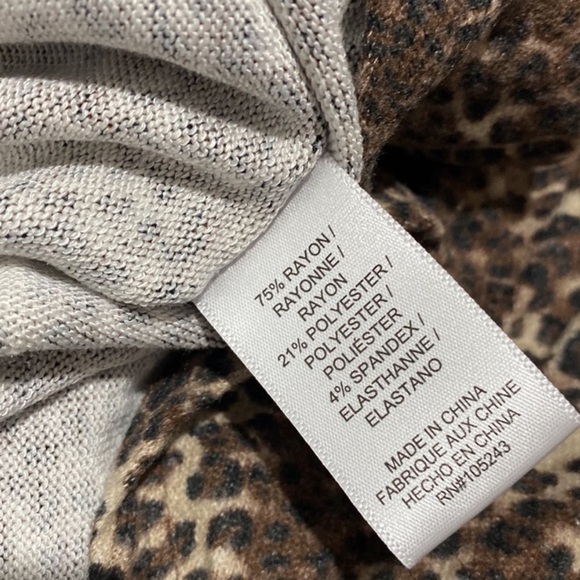 75% RAYON/
RAYONNE/
RAYON
21% POLYESTER/
POLYESTER/
POLIÉSTER
4% SPANDEX/
ELASTHANNE/
ELASTANO
MADE IN CHINA
FABRIQUE AUX CHINE
HECHO EN CHINA
RN#105243